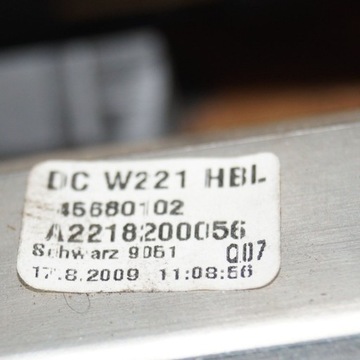 DC W221 HBL
45680102
A2218200056
Schwarz 9051 Q07
17.8.2009 11:08:56